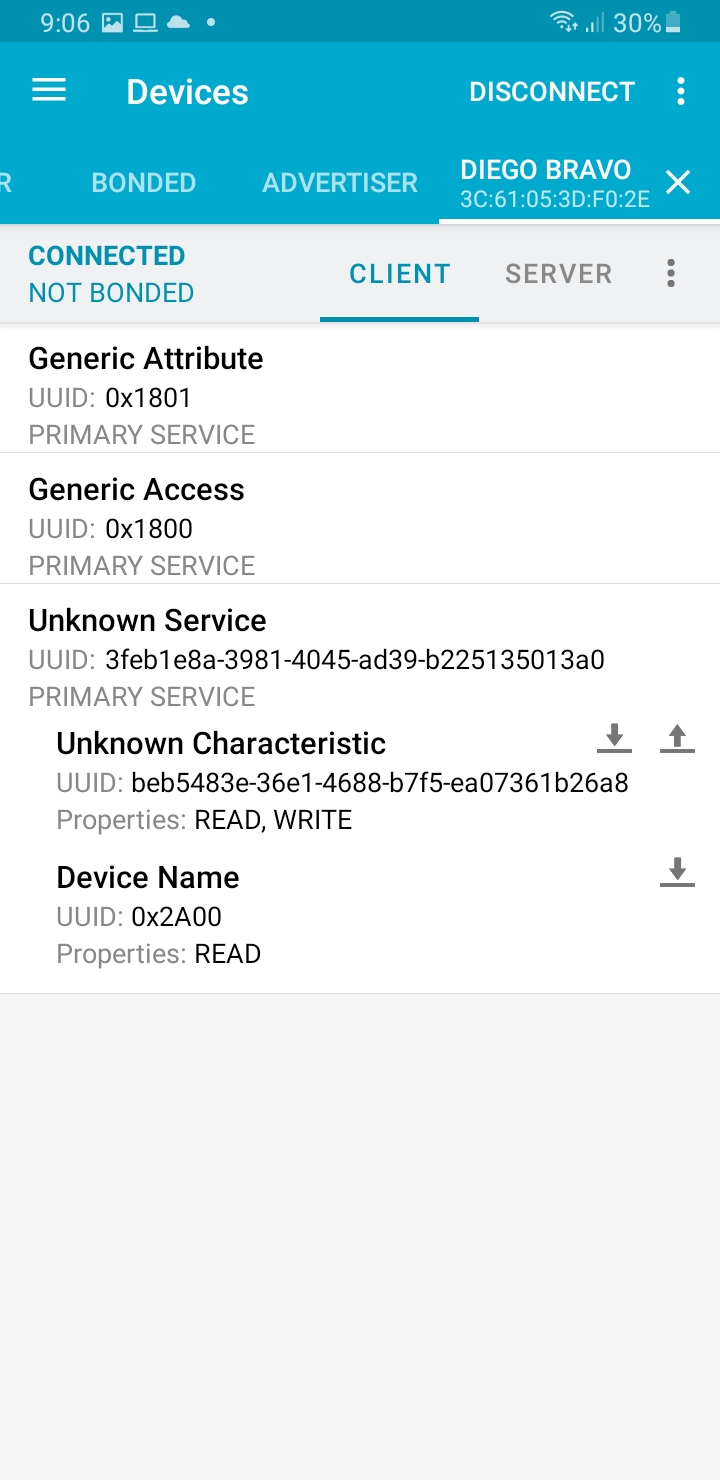 9:06 30%
Devices DISCONNECT
R BONDED ADVERTISER DIEGO BRAVO
3C:61:05:3D:F0:2E
CONNECTED
NOT BONDED
CLIENT SERVER
Generic Attribute
UUID: 0x1801
PRIMARY SERVICE
Generic Access
UUID: 0x1800
PRIMARY SERVICE
Unknown Service
UUID: 3feb1e8a-3981-4045-ad39-b225135013a0
PRIMARY SERVICE
Unknown Characteristic
UUID: beb5483e-36e1-4688-b7f5-ea07361b26a8
Properties: READ, WRITE
Device Name
UUID: 0x2A00
Properties: READ